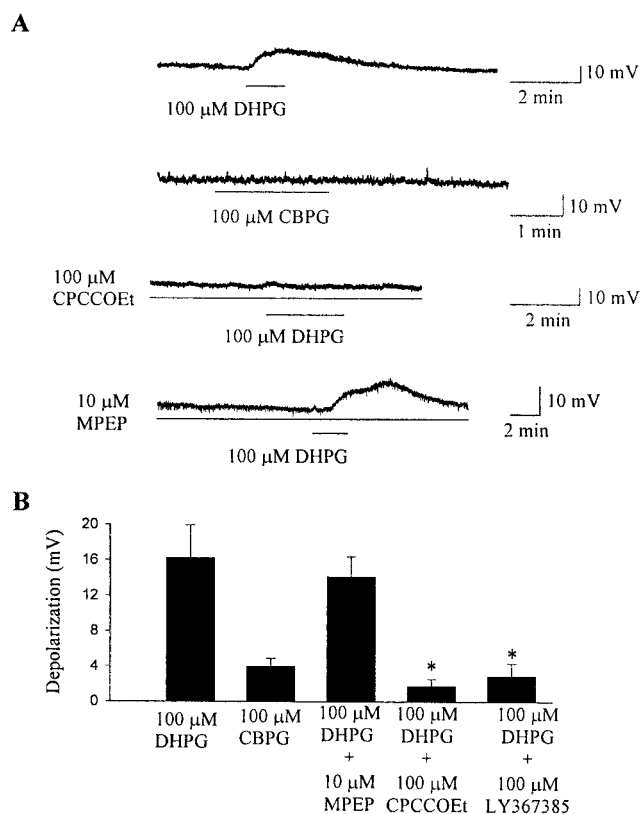 A
10 mV
2 min
100 µM DHPG
10 mV
1 min
100 µM CBPG
100 µM
CPCCOEt
10 mV
2 min
100 µM DHPG
10 µM
MPEP
10 mV
2 min
100 µM DHPG
B
Depolarization (mV)
20
16
12
8
4
0
* *
100 µM
DHPG
100 µM
CBPG
100 µM
DHPG
+
10 µM
MPEP
100 µM
DHPG
+
100 µM
CPCCOEt
100 µM
DHPG
+
100 µM
LY367385